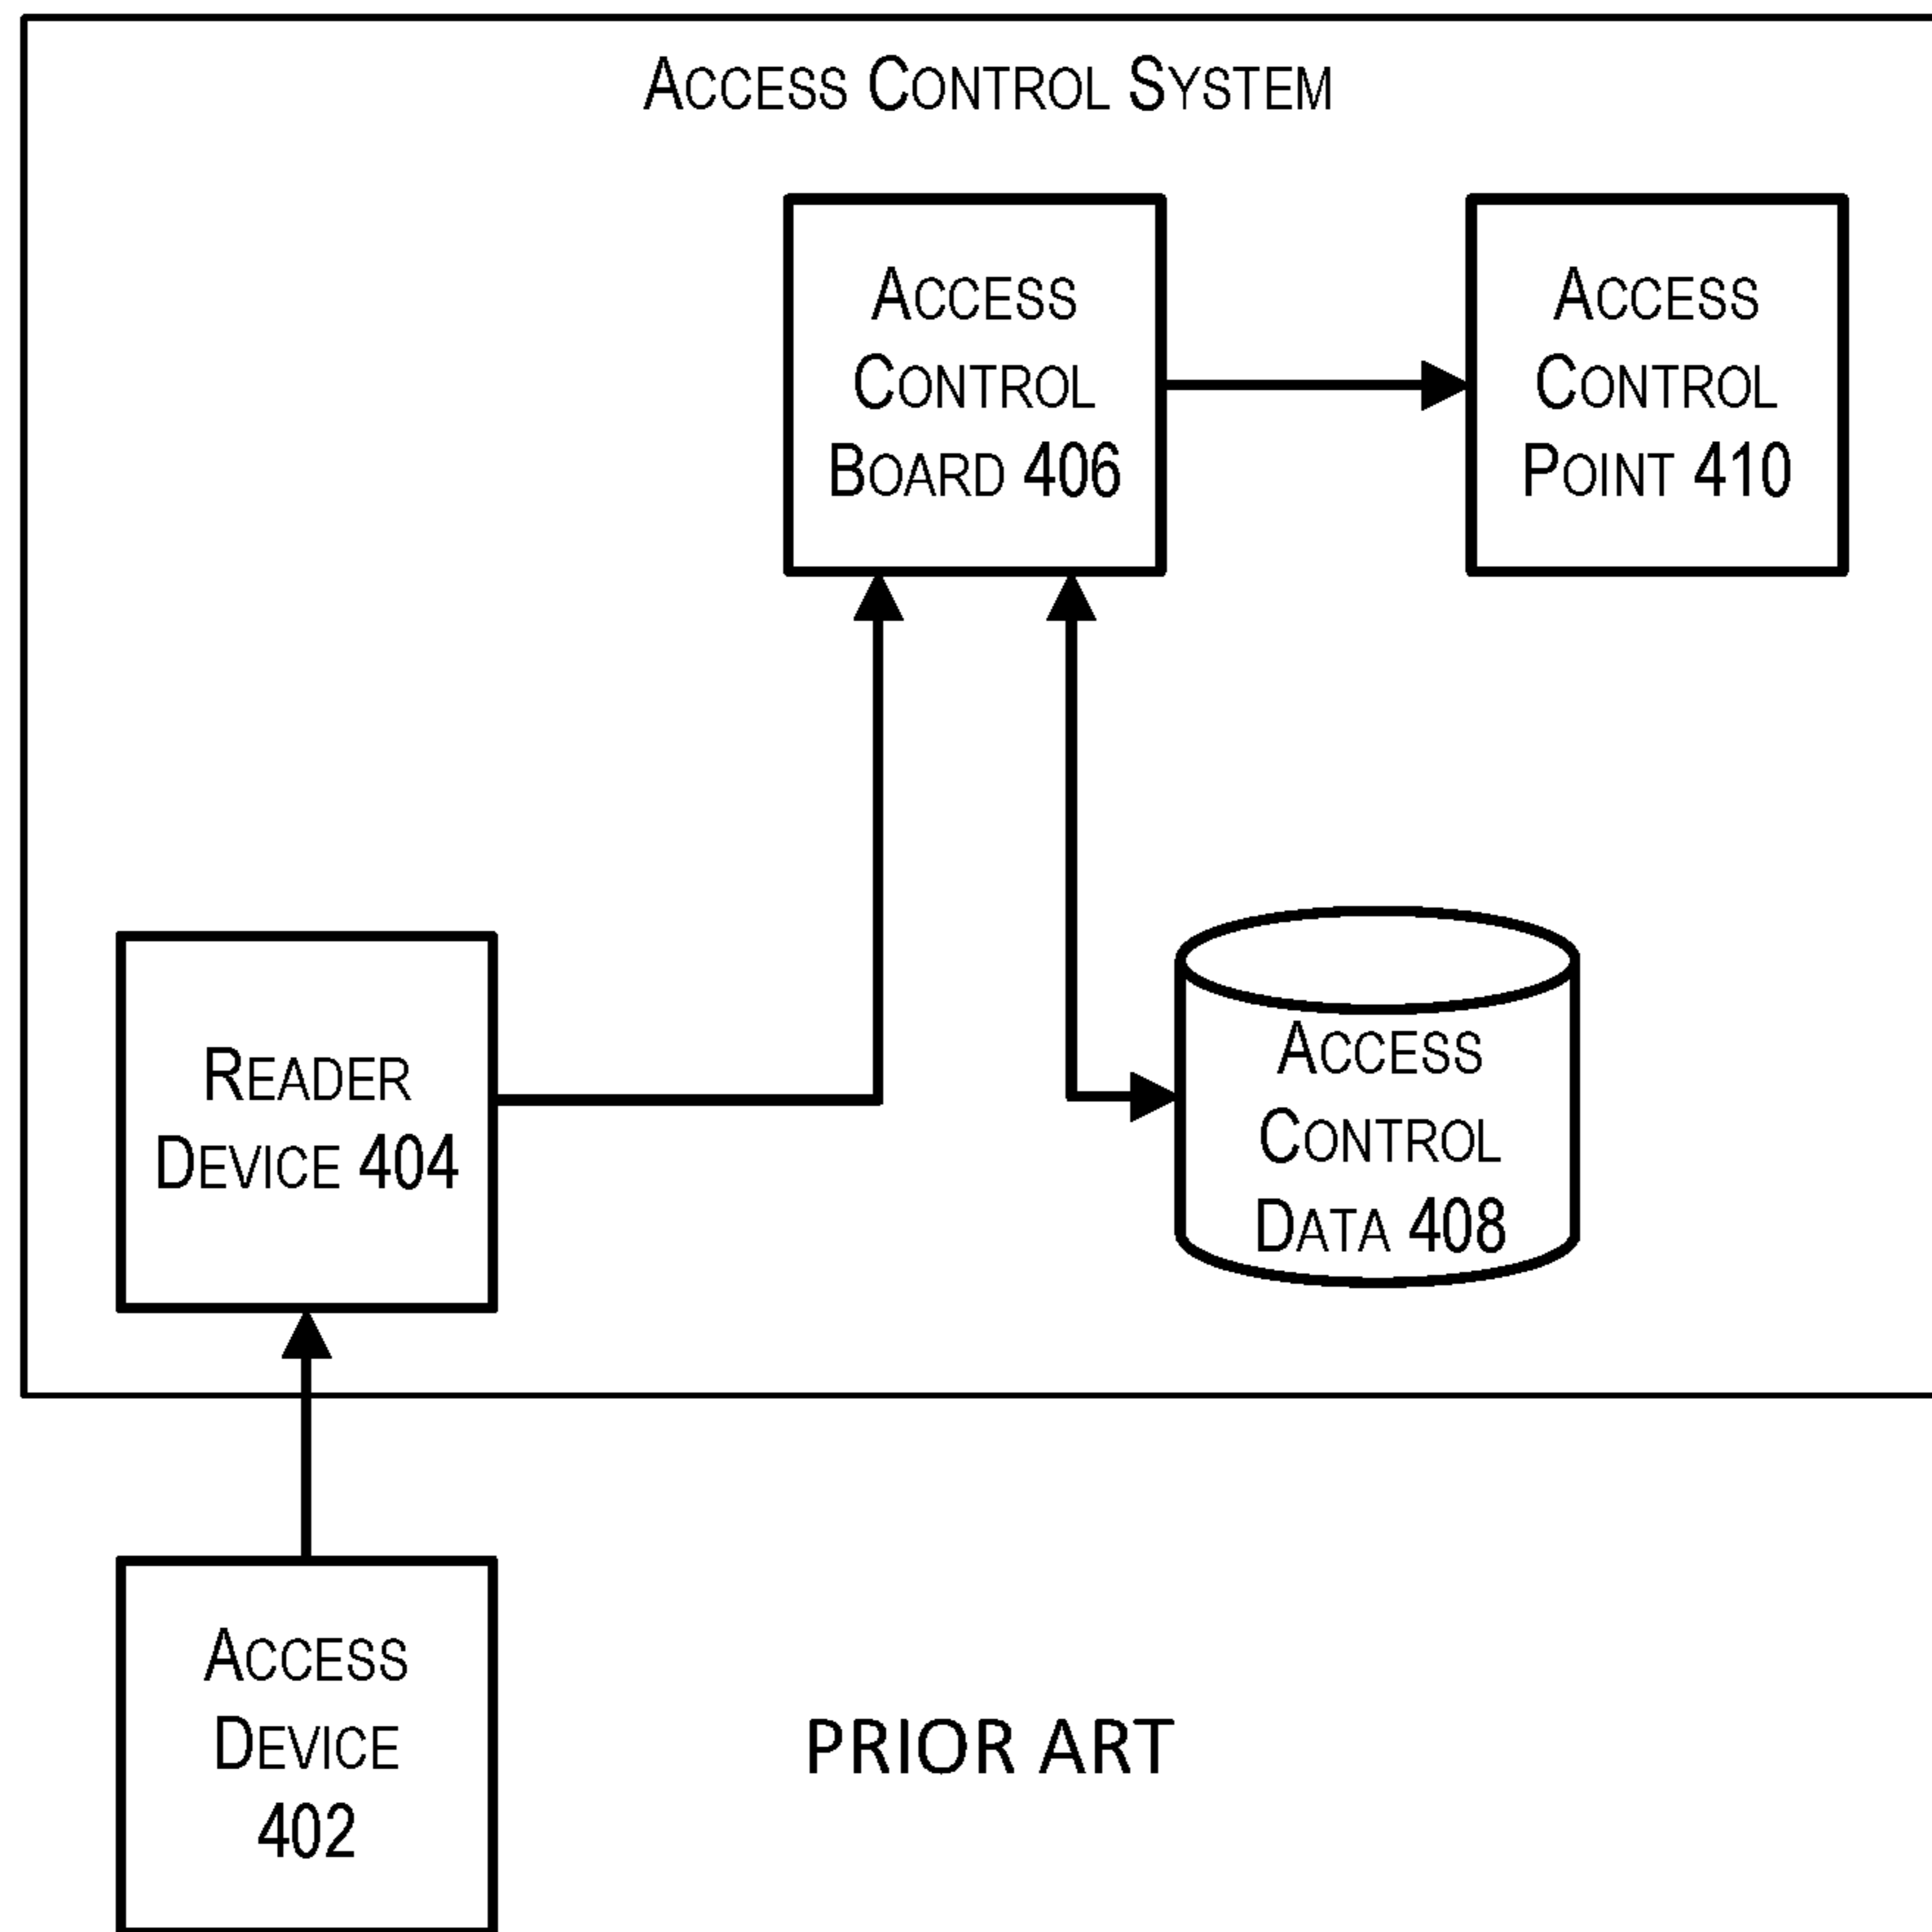 Access Control System
Access
Control
Board 406
Access
Control
Point 410
Reader
Device 404
Access
Control
Data 408
Access
Device
402
PRIOR ART